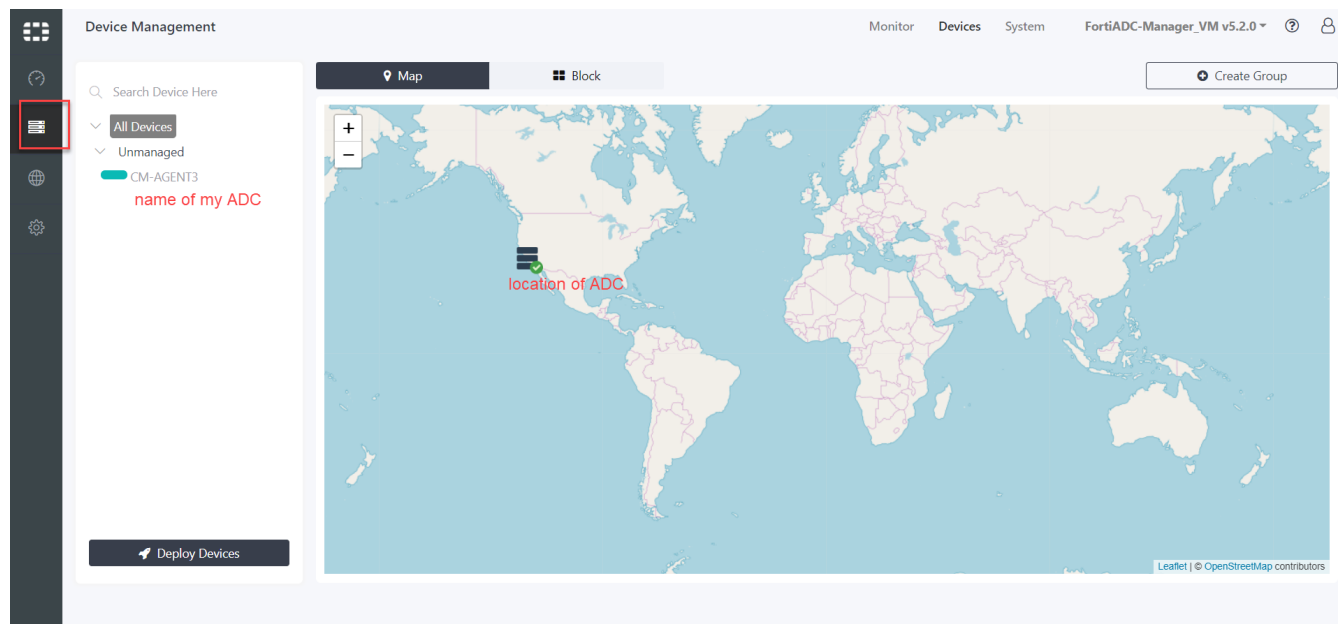 Device Management
Monitor Devices System FortiADC-Manager_VM v5.2.0
Search Device Here
Map
Block
Create Group
All Devices
Unmanaged
CM-AGENT3
name of my ADC
+
−
location of ADC
Deploy Devices
Leaflet | © OpenStreetMap contributors